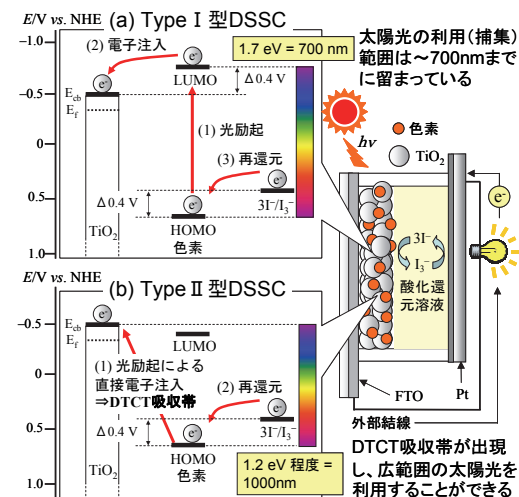 E/V vs. NHE
(a) Type I 型DSSC
−1.0
(2) 電子注入
e-
e-
LUMO
Δ0.4 V
Ecb
−0.5
Ef
0
(1) 光励起
(3) 再還元
e-
0.5
Δ0.4 V
e-
3I−/I3−
HOMO
色素
TiO2
1.0
1.7 eV = 700 nm
太陽光の利用(捕集)
範囲は~700nmまで
に留まっている
hν
色素
TiO2
e-
3I−
I3−
酸化還
元溶液
FTO
Pt
外部結線
E/V vs. NHE
(b) Type II 型DSSC
e-
Ecb
−0.5
Ef
LUMO
(1) 光励起による
直接電子注入
⇒DTCT吸収帯
0
(2) 再還元
e-
0.5
Δ0.4 V
e-
3I−/I3−
HOMO
色素
TiO2
1.0
1.2 eV 程度 =
1000nm
DTCT吸収帯が出現
し、広範囲の太陽光を
利用することができる